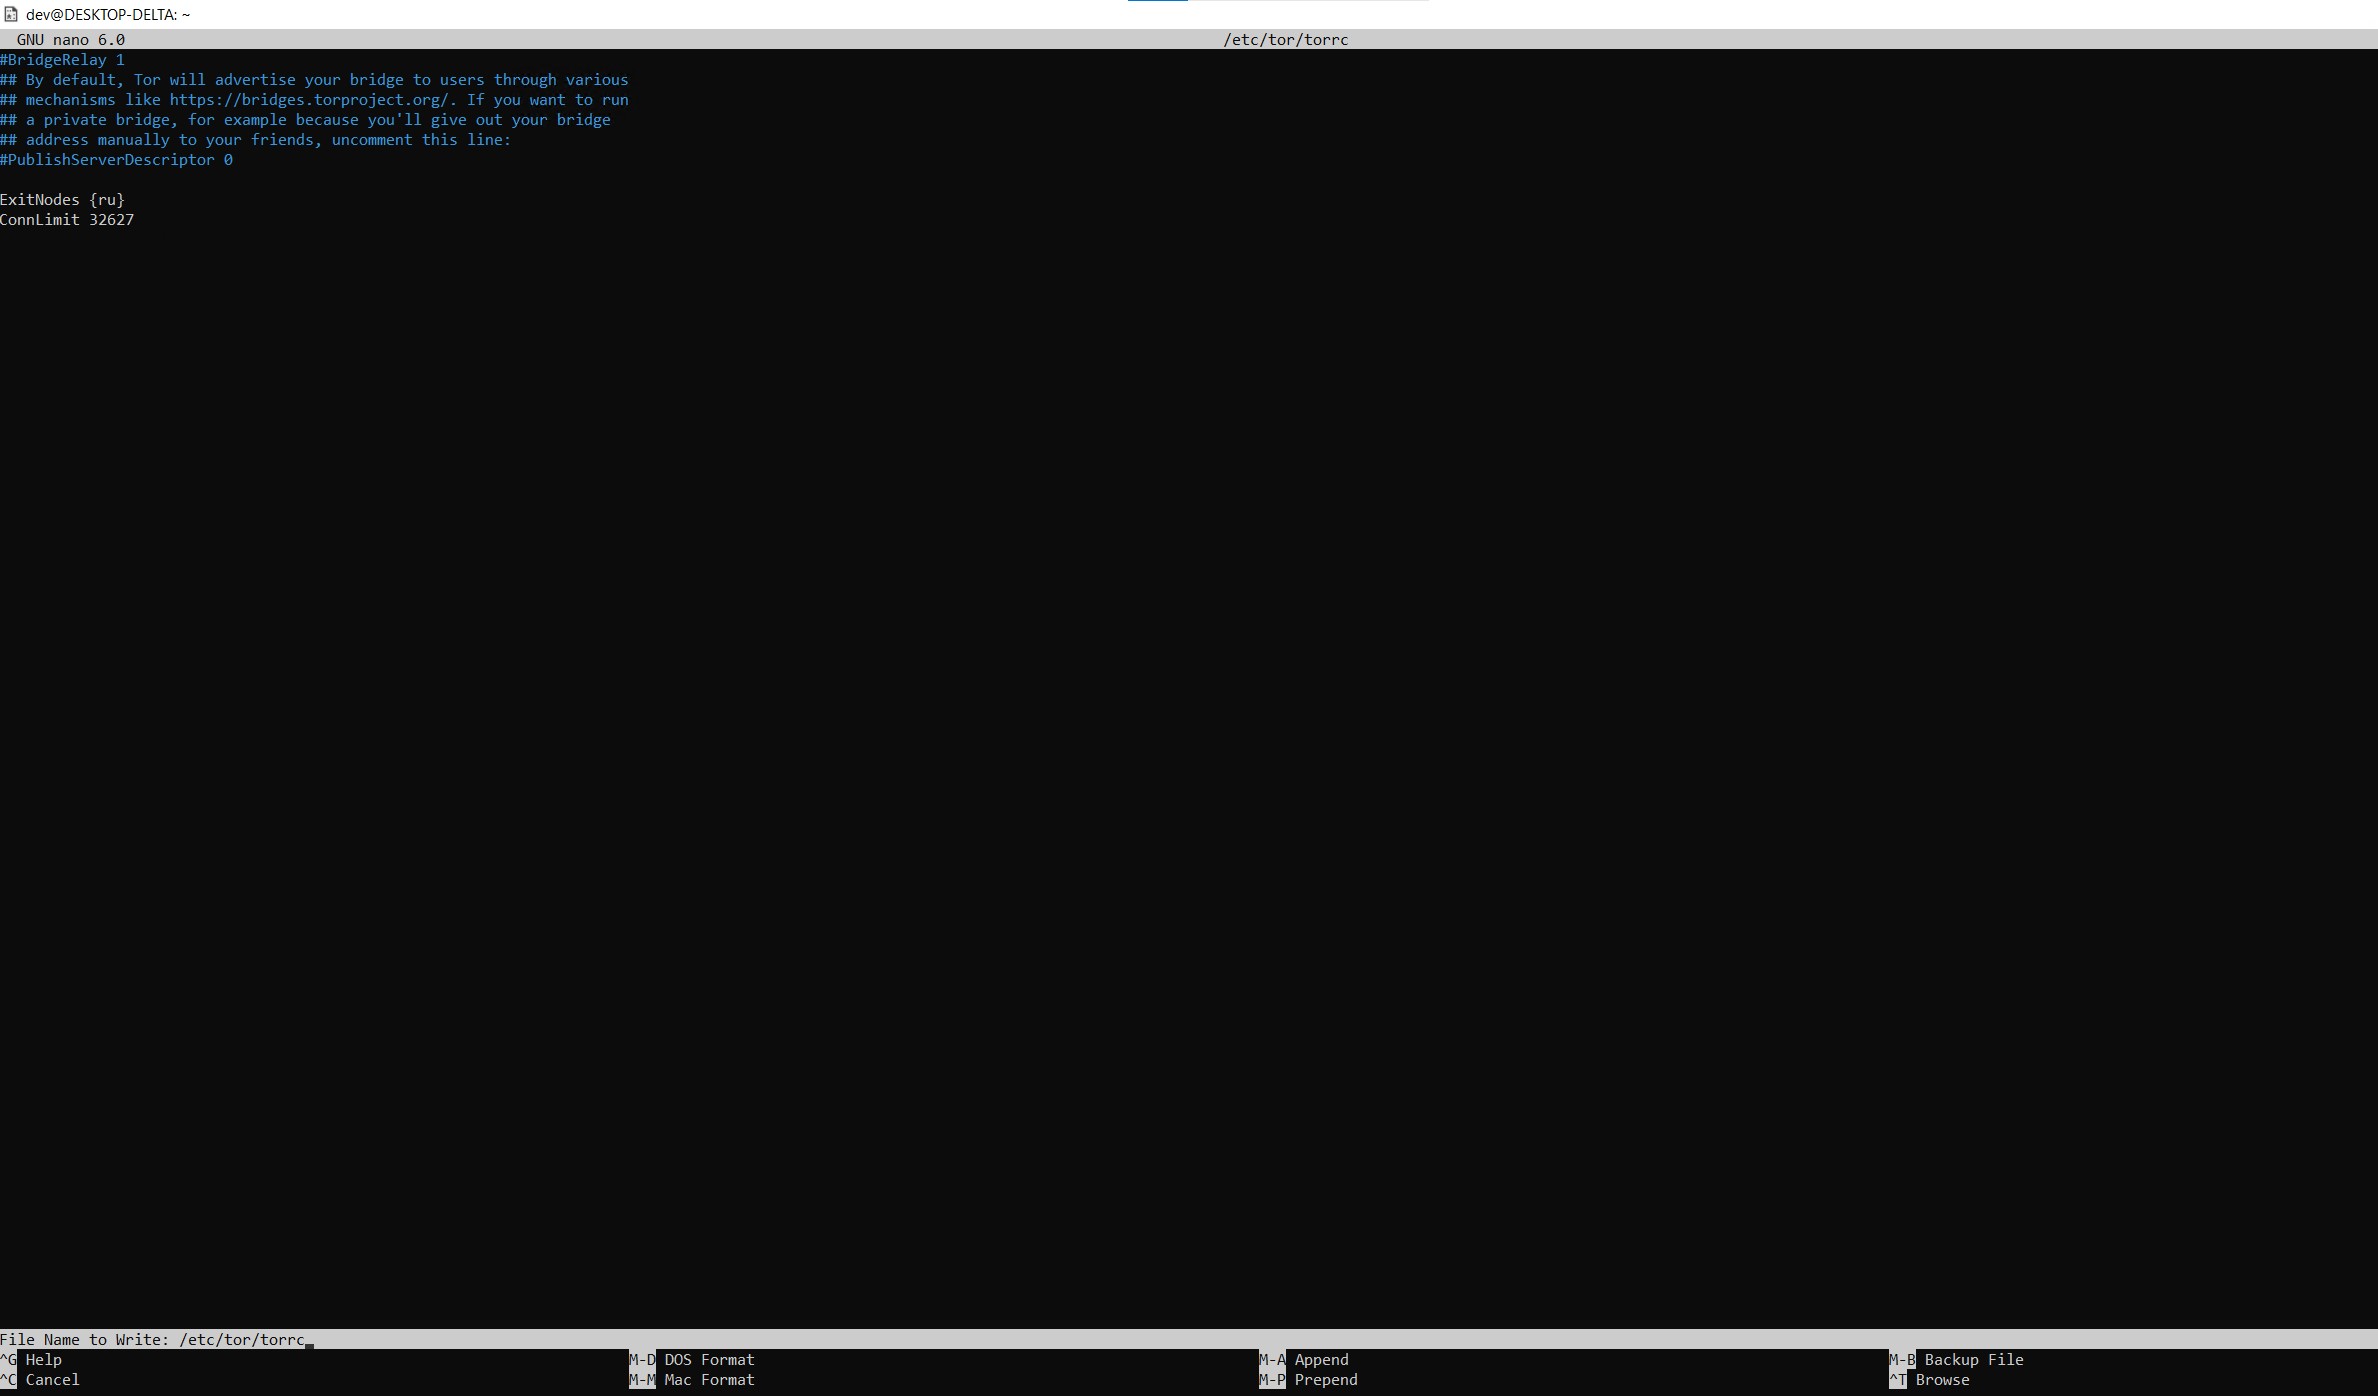 dev@DESKTOP-DELTA: ~
GNU nano 6.0 /etc/tor/torrc
#BridgeRelay 1
## By default, Tor will advertise your bridge to users through various
## mechanisms like https://bridges.torproject.org/. If you want to run
## a private bridge, for example because you'll give out your bridge
## address manually to your friends, uncomment this line:
#PublishServerDescriptor 0
ExitNodes {ru}
ConnLimit 32627
File Name to Write: /etc/tor/torrc
^G Help M-D DOS Format M-A Append M-B Backup File
^C Cancel M-M Mac Format M-P Prepend ^T Browse